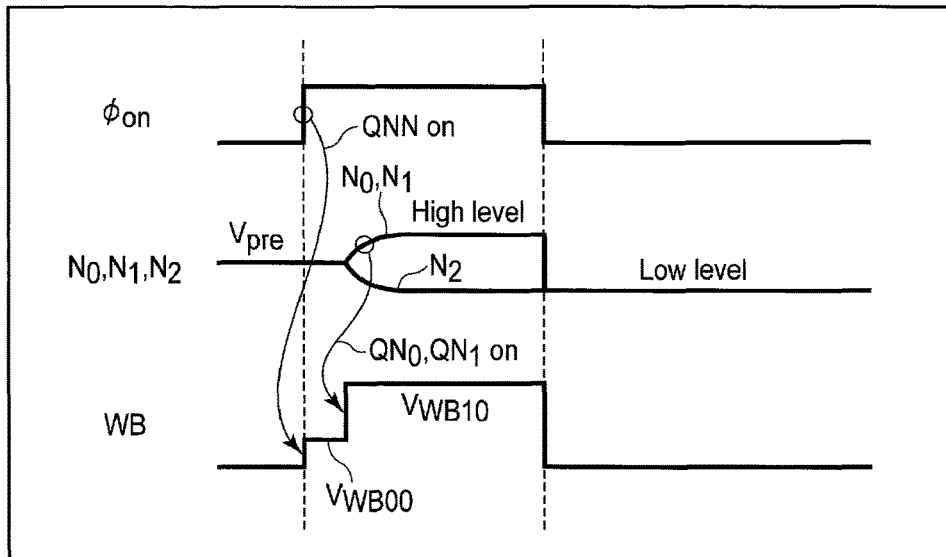 ϕon
QNN on
N0,N1
High level
Vpre
N0,N1,N2
N2
Low level
QN0,QN1 on
WB
VWB10
VWB00